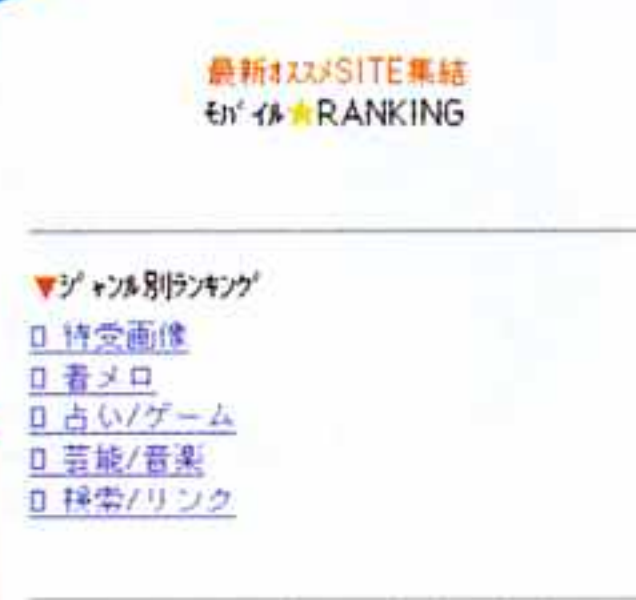 最新ｵｽｽﾒSITE集結
ﾓﾊﾞｲﾙ★RANKING
▼ｼﾞｬﾝﾙ別ﾗﾝｷﾝｸﾞ
▯ 待受画像
▯ 着メロ
▯ 占い/ゲーム
▯ 芸能/音楽
▯ 検索/リンク